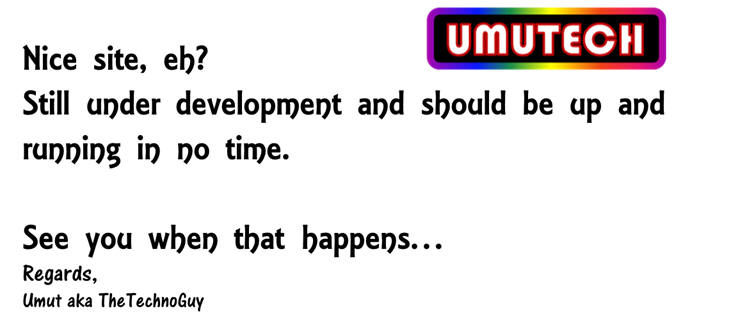 UMUTECH
Nice site, eh?
Still under development and should be up and
running in no time.
See you when that happens...
Regards,
Umut aka TheTechnoGuy